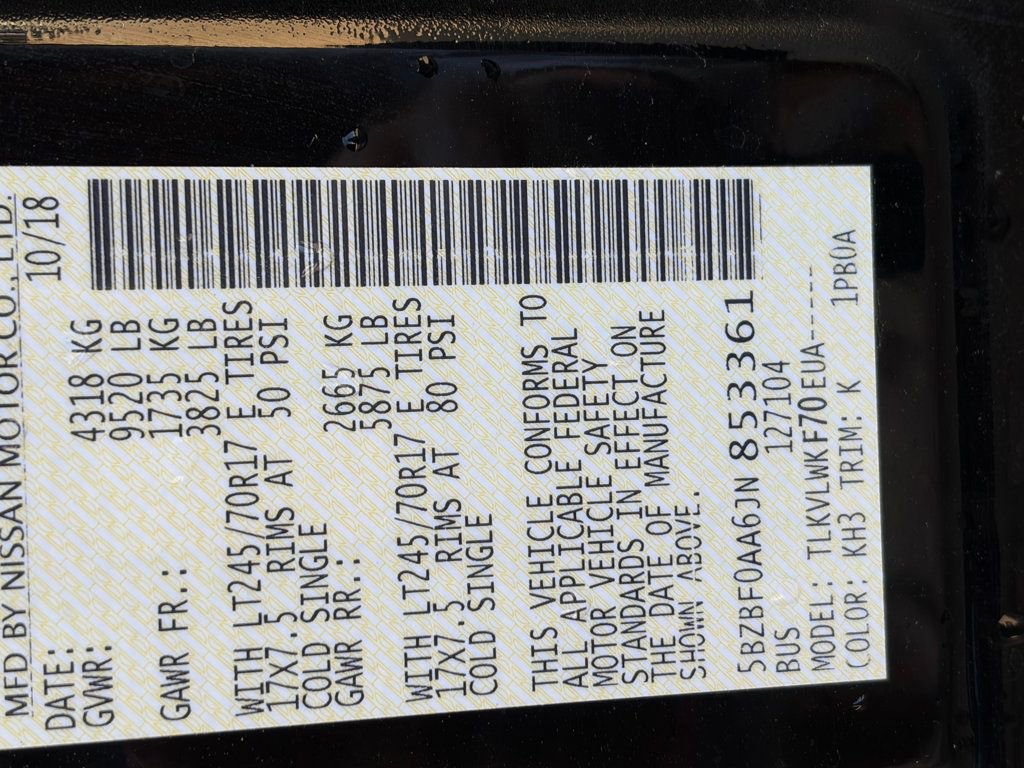 MFD BY NISSAN MOTOR CO., LTD.
DATE: 10/18
GVWR: 4318 KG
9520 LB
GAWR FR.: 1735 KG
3825 LB
WITH LT245/70R17 E TIRES
17X7.5 RIMS AT 50 PSI
COLD SINGLE
GAWR RR.: 2665 KG
5875 LB
WITH LT245/70R17 E TIRES
17X7.5 RIMS AT 80 PSI
COLD SINGLE
THIS VEHICLE CONFORMS TO
ALL APPLICABLE FEDERAL
MOTOR VEHICLE SAFETY
STANDARDS IN EFFECT ON
THE DATE OF MANUFACTURE
SHOWN ABOVE.
5BZBF0AA6JN 853361
BUS 127104
MODEL: TLKVLWK F70EUA------
COLOR: KH3 TRIM: K 1PB0A